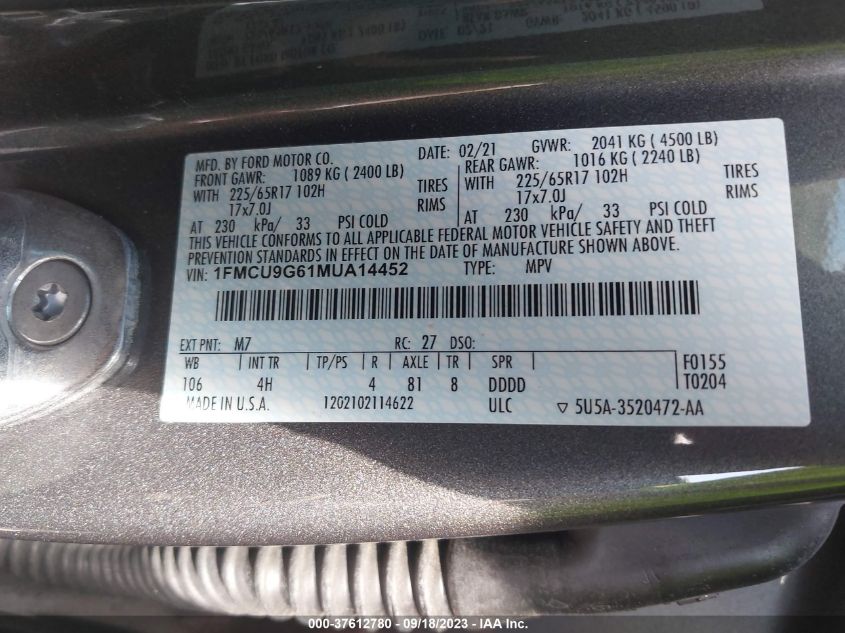 MFD. BY FORD MOTOR CO. DATE: 02/21 GVWR: 2041 KG ( 4500 LB)
FRONT GAWR: 1089 KG ( 2400 LB) REAR GAWR: 1016 KG ( 2240 LB)
WITH 225/65R17 102H TIRES WITH 225/65R17 102H TIRES
17x7.0J RIMS 17x7.0J RIMS
AT 230 kPa/ 33 PSI COLD AT 230 kPa/ 33 PSI COLD
THIS VEHICLE CONFORMS TO ALL APPLICABLE FEDERAL MOTOR VEHICLE SAFETY AND THEFT
PREVENTION STANDARDS IN EFFECT ON THE DATE OF MANUFACTURE SHOWN ABOVE.
VIN: 1FMCU9G61MUA14452 TYPE: MPV
EXT PNT: M7 RC: 27 DSO:
WB INT TR TP/PS R AXLE TR SPR F0155
106 4H 4 81 8 DDDD T0204
MADE IN U.S.A. 12G2102114622 ULC ▽ 5U5A-3520472-AA
000-37612780 - 09/18/2023 - IAA Inc.